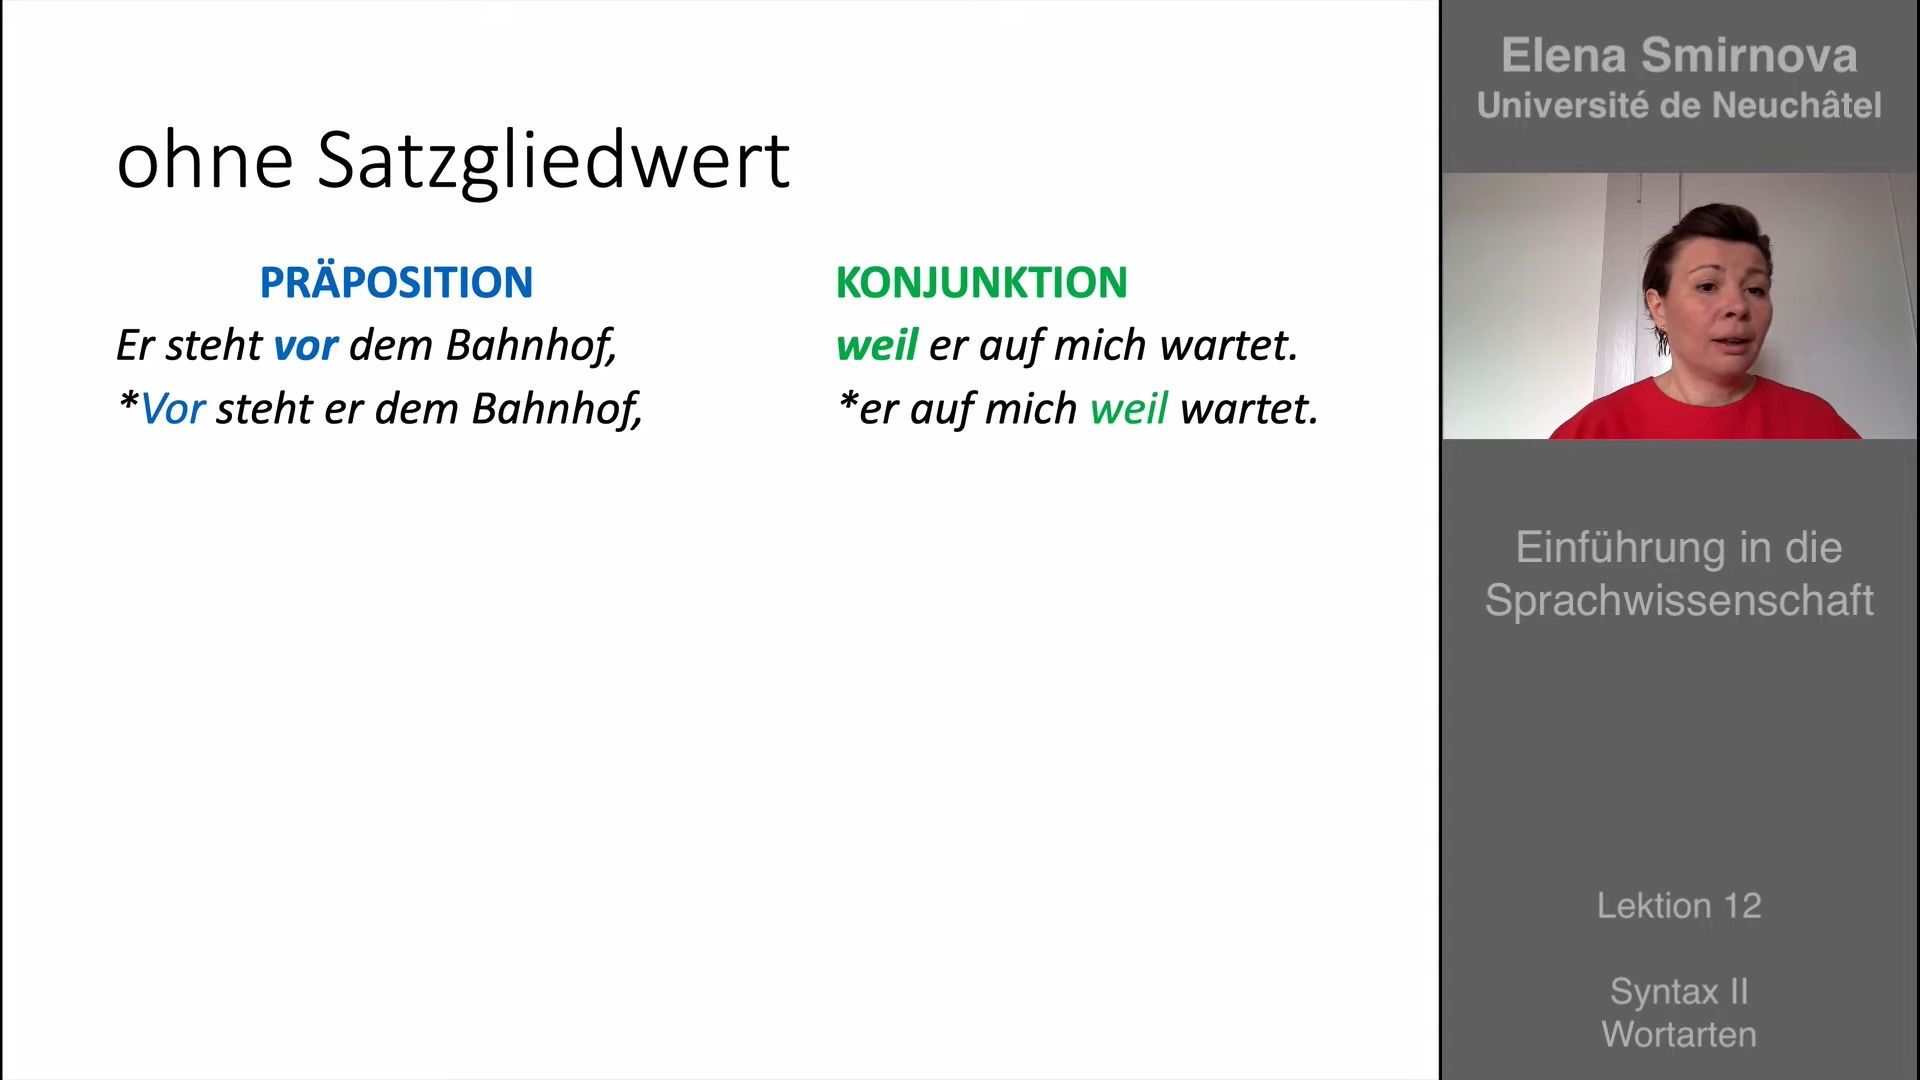 ohne Satzgliedwert
PRÄPOSITION
Er steht vor dem Bahnhof,
*Vor steht er dem Bahnhof,
KONJUNKTION
weil er auf mich wartet.
*er auf mich weil wartet.
Elena Smirnova
Université de Neuchâtel
Einführung in die
Sprachwissenschaft
Lektion 12
Syntax II
Wortarten